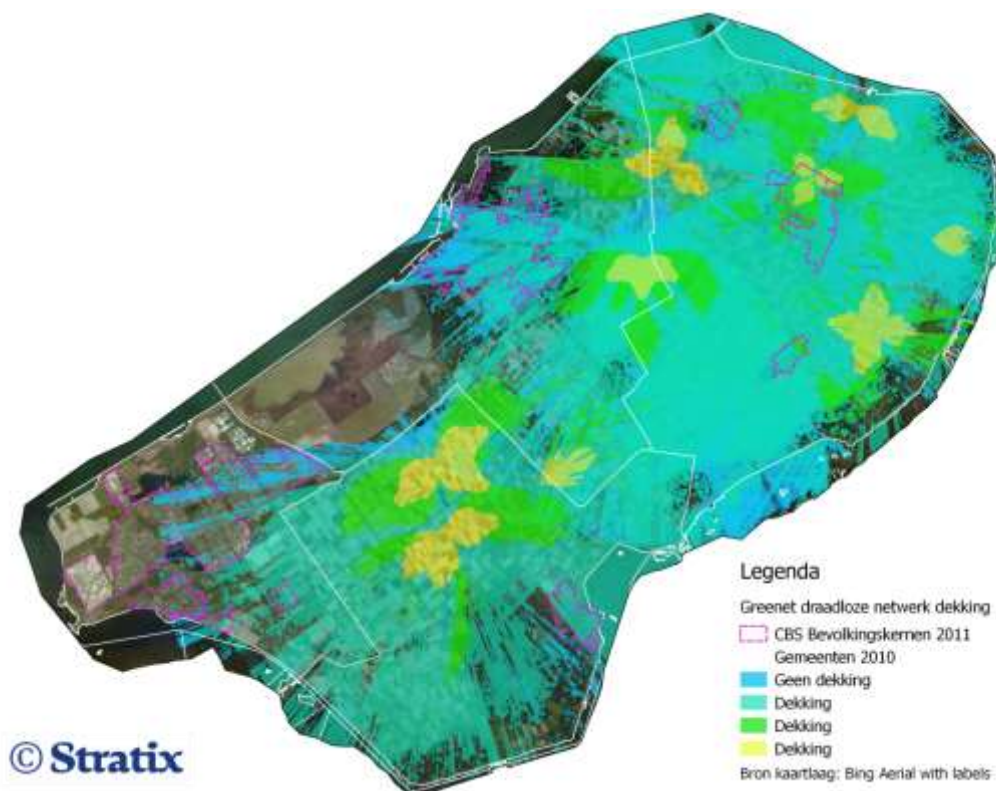 Legenda
Greenet draadloze netwerk dekking
CBS Bevolkingskernen 2011
Gemeenten 2010
Geen dekking
Dekking
Dekking
Dekking
Bron kaartlaag: Bing Aerial with labels
© Stratix